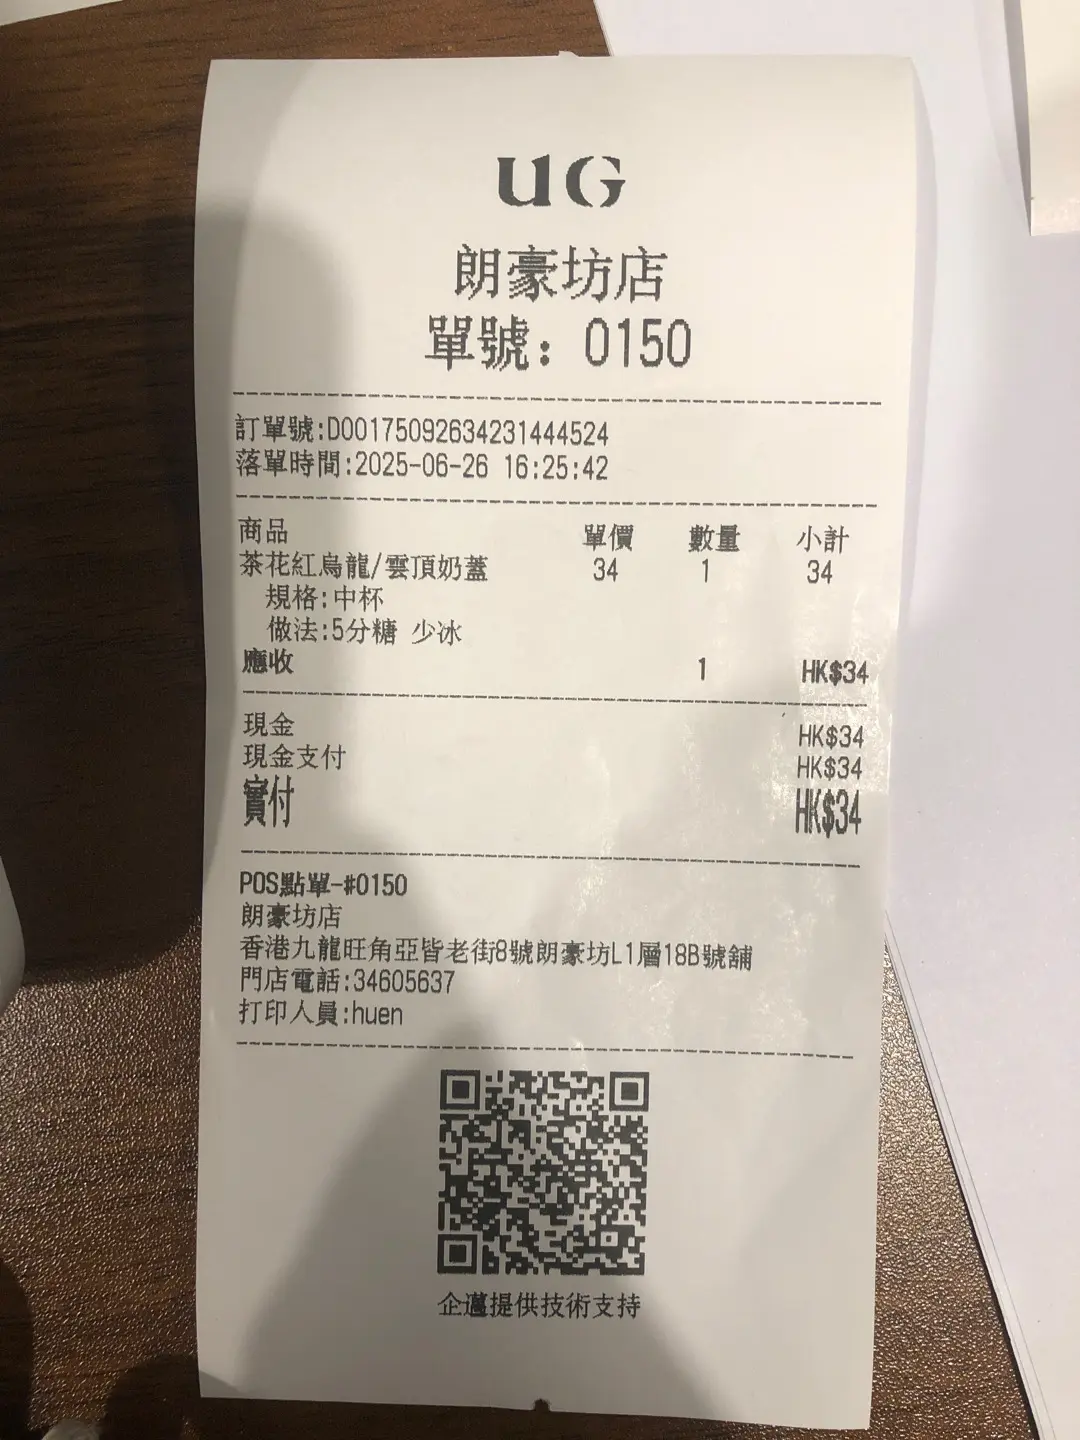 UG
朗豪坊店
單號: 0150
訂單號:D00175092634231444524
落單時間:2025-06-26 16:25:42
商品 單價 數量 小計
茶花紅烏龍/雲頂奶蓋 34 1 34
規格:中杯
做法:5分糖 少冰
應收 1 HK$34
現金 HK$34
現金支付 HK$34
實付 HK$34
POS點單-#0150
朗豪坊店
香港九龍旺角亞皆老街8號朗豪坊L1層18B號舖
門店電話:34605637
打印人員:huen
企邁提供技術支持